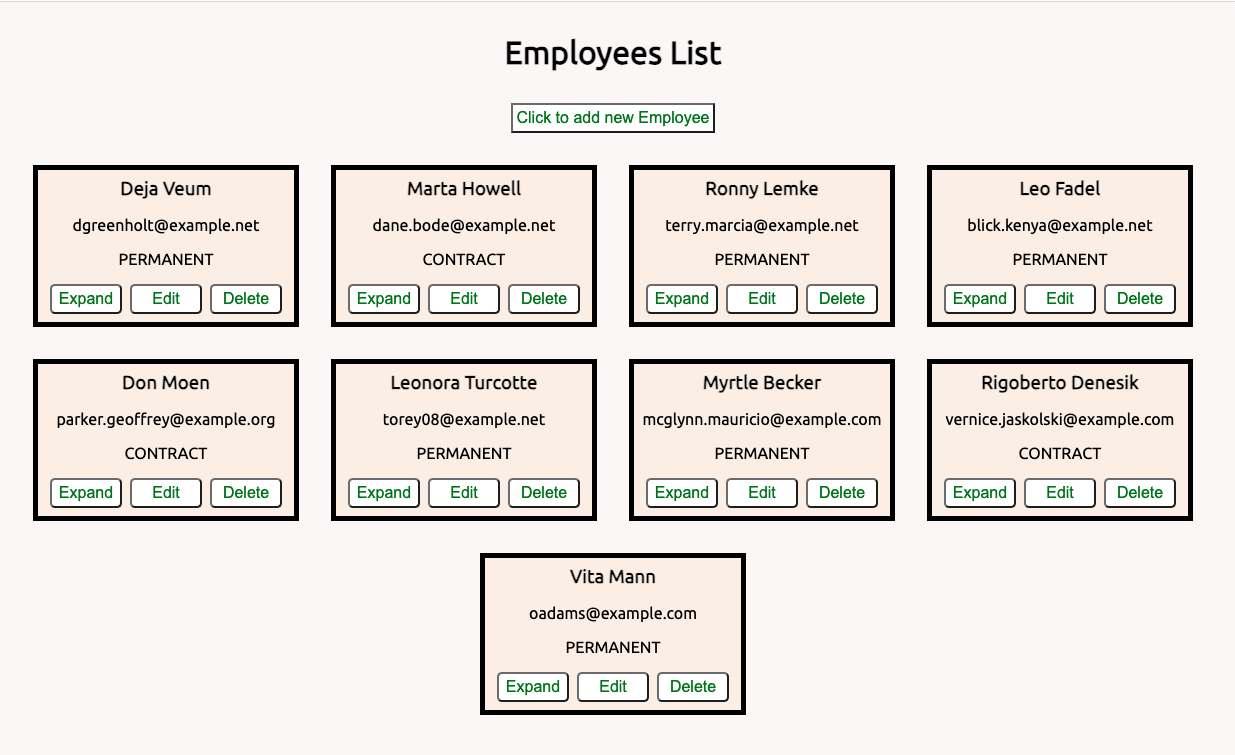 Employees List
Click to add new Employee
Deja Veum
dgreenholt@example.net
PERMANENT
Expand Edit Delete
Marta Howell
dane.bode@example.net
CONTRACT
Expand Edit Delete
Ronny Lemke
terry.marcia@example.net
PERMANENT
Expand Edit Delete
Leo Fadel
blick.kenya@example.net
PERMANENT
Expand Edit Delete
Don Moen
parker.geoffrey@example.org
CONTRACT
Expand Edit Delete
Leonora Turcotte
torey08@example.net
PERMANENT
Expand Edit Delete
Myrtle Becker
mcglynn.mauricio@example.com
PERMANENT
Expand Edit Delete
Rigoberto Denesik
vernice.jaskolski@example.com
CONTRACT
Expand Edit Delete
Vita Mann
oadams@example.com
PERMANENT
Expand Edit Delete